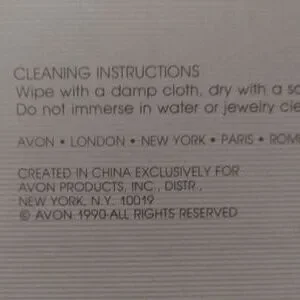 CLEANING INSTRUCTIONS
Wipe with a damp cloth, dry with a
Do not immerse in water or jewelry
AVON • LONDON • NEW YORK • PARIS •
CREATED IN CHINA EXCLUSIVELY FOR
AVON PRODUCTS, INC., DISTR.,
NEW YORK, N.Y. 10019
© AVON 1990-ALL RIGHTS RESERVED